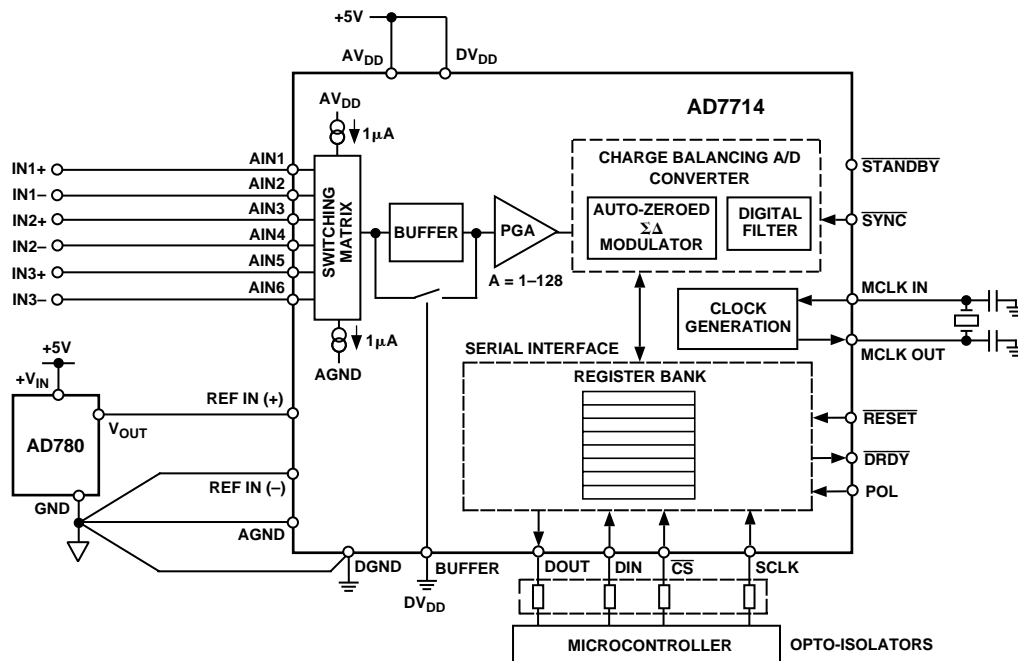 +5V
AVDD
DVDD
AD7714
AVDD
1µA
IN1+
IN1–
IN2+
IN2–
IN3+
IN3–
AIN1
AIN2
AIN3
AIN4
AIN5
AIN6
SWITCHING
MATRIX
1µA
AGND
BUFFER
PGA
A = 1–128
CHARGE BALANCING A/D
CONVERTER
AUTO-ZEROED
ΣΔ
MODULATOR
DIGITAL
FILTER
STANDBY
SYNC
CLOCK
GENERATION
MCLK IN
MCLK OUT
SERIAL INTERFACE
REGISTER BANK
RESET
DRDY
POL
+5V
+VIN
AD780
VOUT
GND
REF IN (+)
REF IN (–)
AGND
DGND
BUFFER
DVDD
DOUT
DIN
CS
SCLK
MICROCONTROLLER
OPTO-ISOLATORS